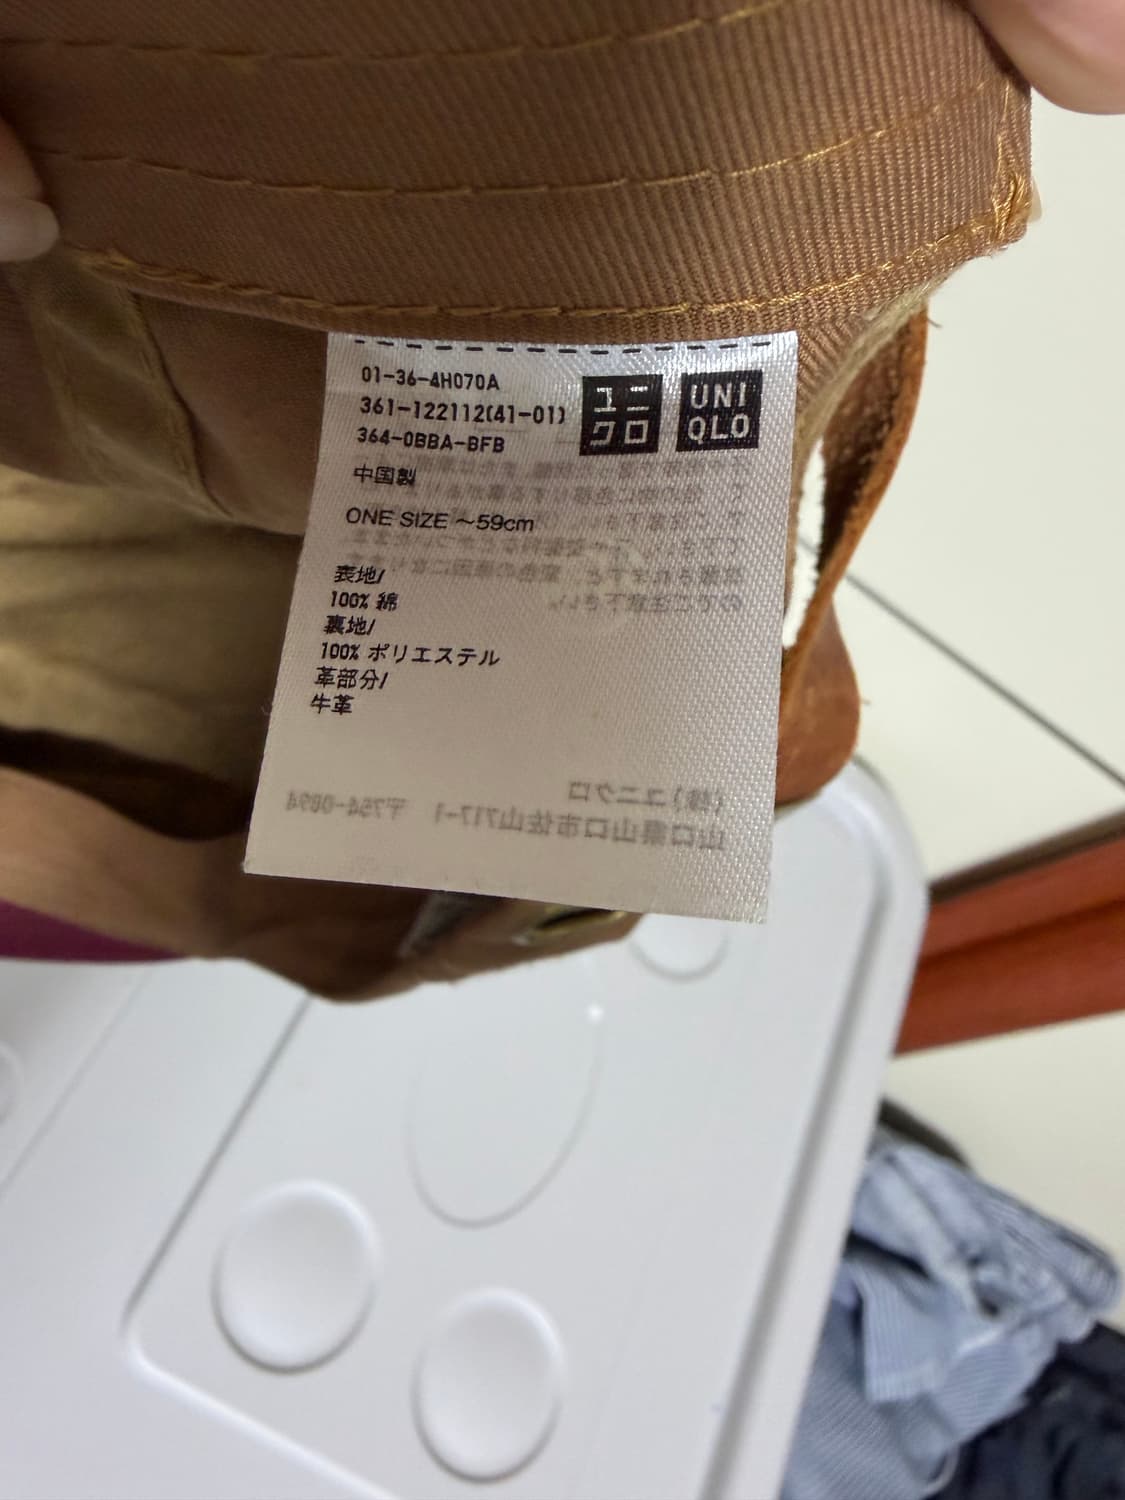 01-36-4H070A
361-122112(41-01)
364-0BBA-BFB
ユニ
クロ
UNI
QLO
中国製
ONE SIZE ～59cm
表地/
100% 綿
裏地/
100% ポリエステル
革部分/
牛革
(株)ユニクロ
山口県山口市佐山717-1 〒754-0894